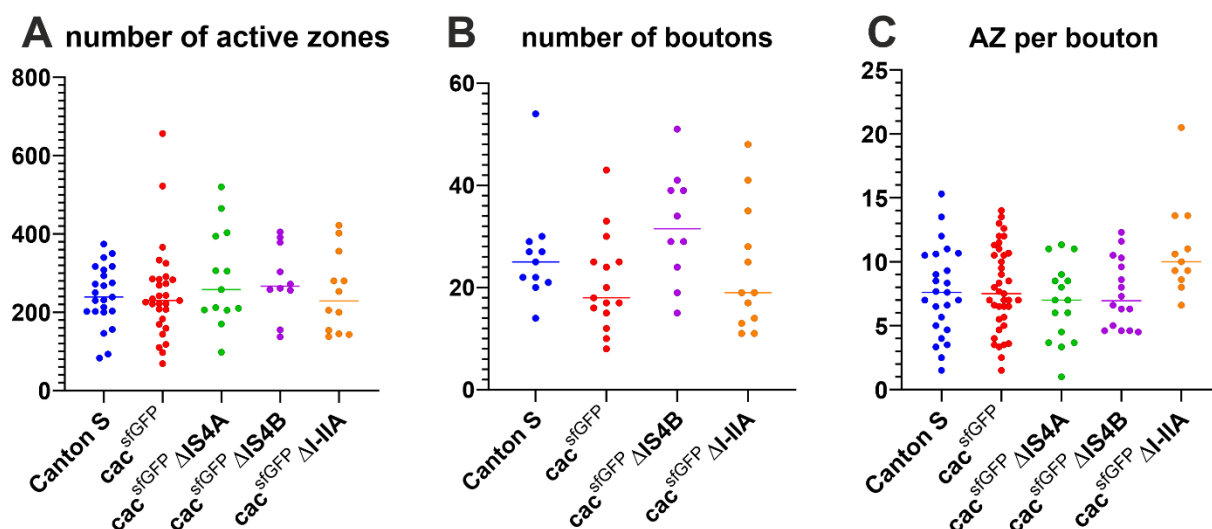 A number of active zones
800
600
400
200
0
Canton S
cac sfGFP
cac sfGFP ΔIS4A
cac sfGFP ΔIS4B
cac sfGFP ΔI-IIA
B number of boutons
60
40
20
0
Canton S
cac sfGFP
cac sfGFP ΔIS4B
cac sfGFP ΔI-IIA
C AZ per bouton
25
20
15
10
5
0
Canton S
cac sfGFP
cac sfGFP ΔIS4A
cac sfGFP ΔIS4B
cac sfGFP ΔI-IIA